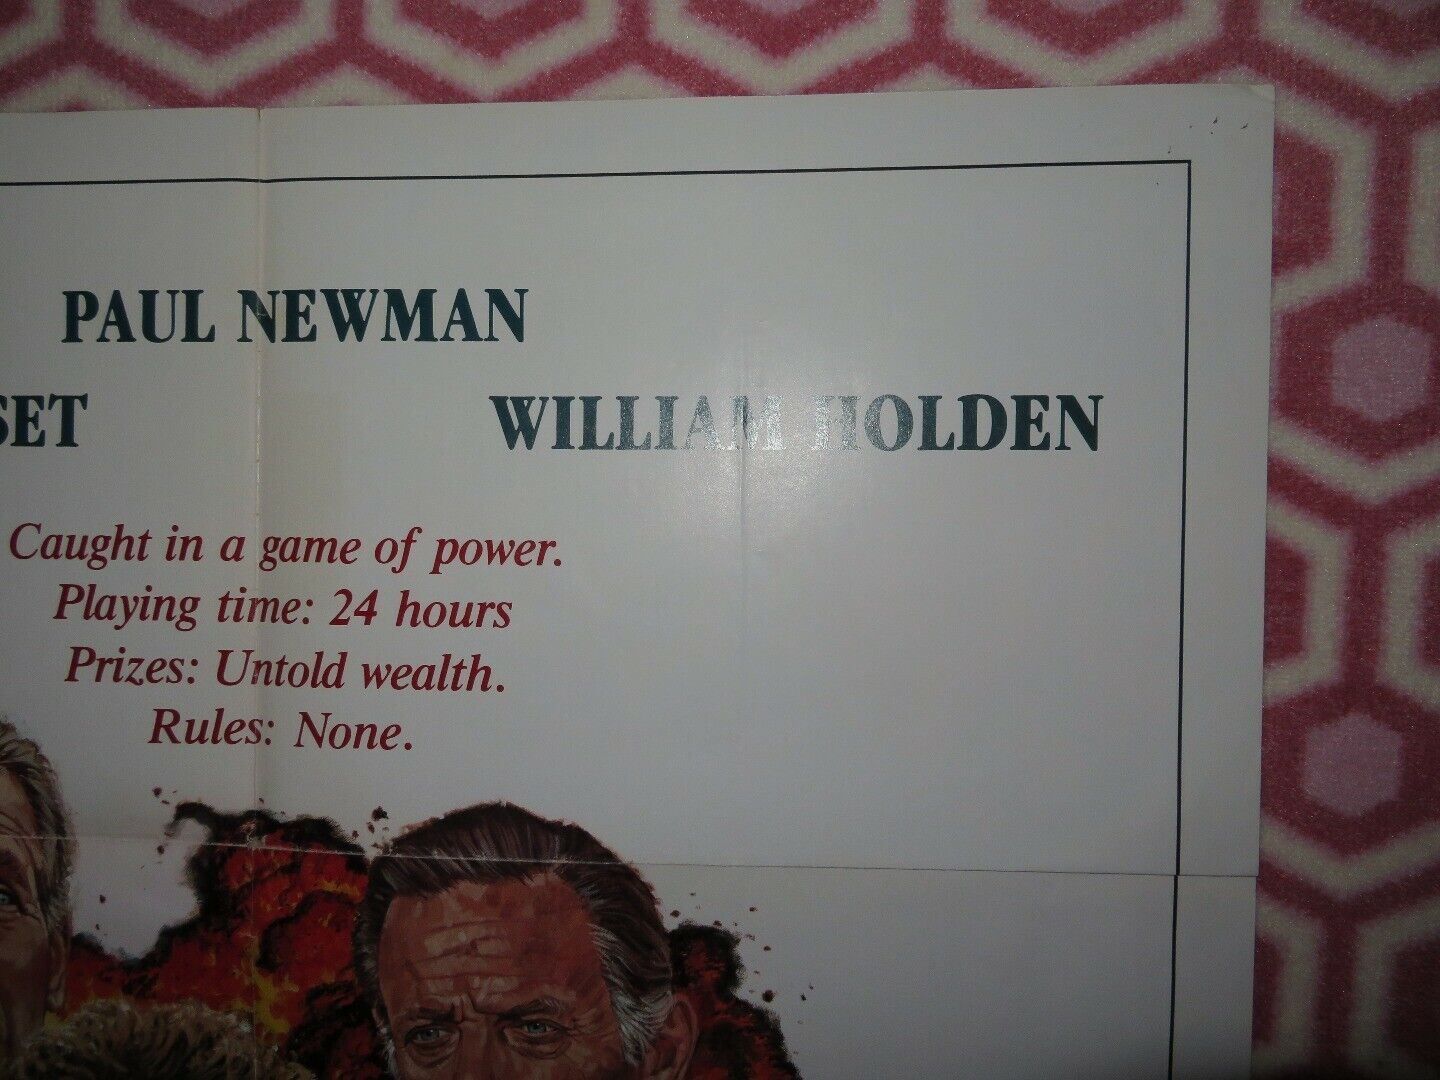 PAUL NEWMAN
SET WILLIAM HOLDEN
Caught in a game of power.
Playing time: 24 hours
Prizes: Untold wealth.
Rules: None.